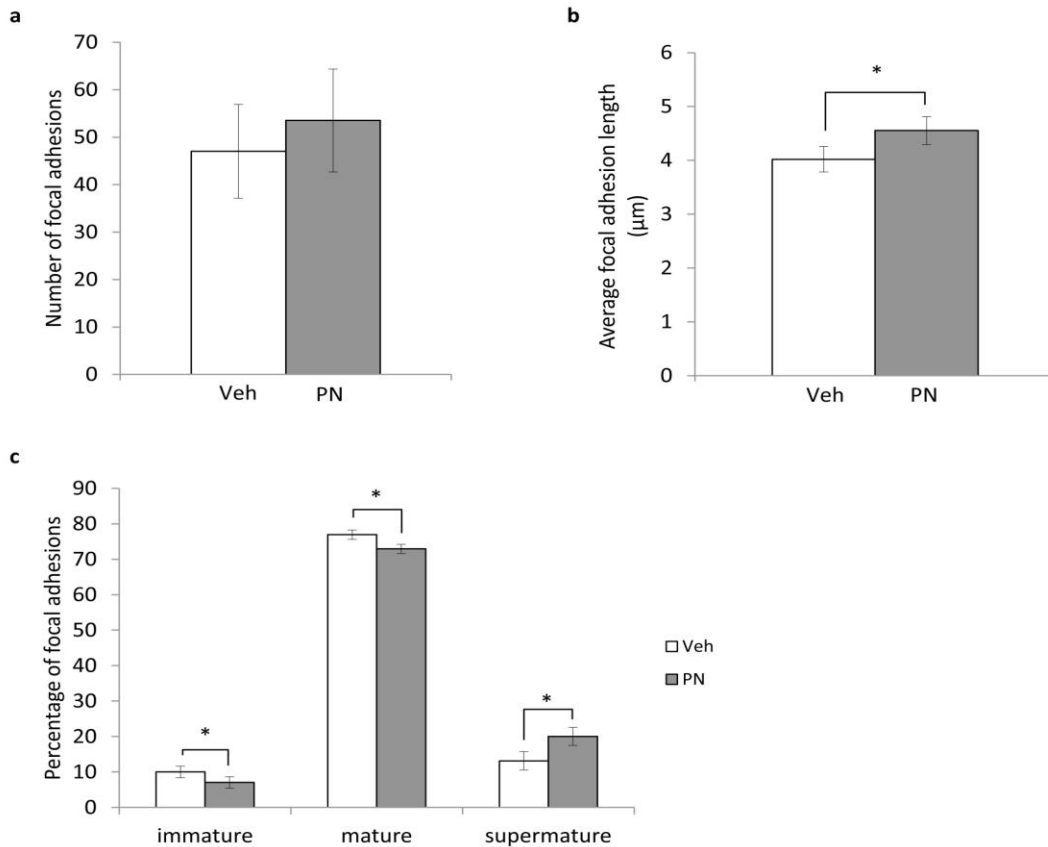 a
70
60
50
40
30
20
10
0
Number of focal adhesions
Veh PN
b
6
5
4
3
2
1
0
Average focal adhesion length
(μm)
*
Veh PN
c
90
80
70
60
50
40
30
20
10
0
Percentage of focal adhesions
*
*
*
immature mature supermature
Veh
PN